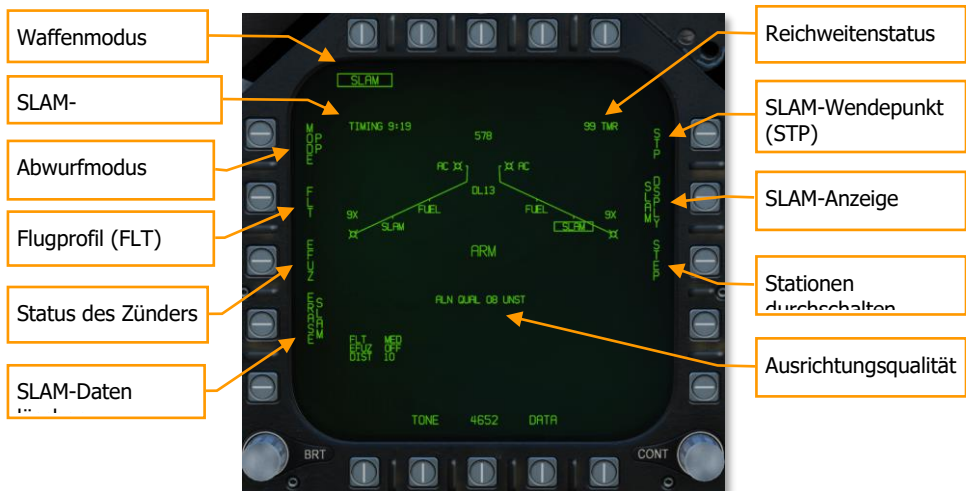 Waffenmodus
SLAM-
Abwurfmodus
Flugprofil (FLT)
Status des Zünders
SLAM-Daten
SLAM
TIMING 9:19
578
99 TMR
MODE
PP
FLT
EFUZ
ERASE
SLAM
AC
AC
DL13
FUEL
FUEL
9X
9X
SLAM
SLAM
ARM
ALN QUAL 08 UNST
FLT MED
EFUZ OFF
DIST 10
TONE 4652 DATA
STP
DSPLY
SLAM
STEP
BRT
CONT
Reichweitenstatus
SLAM-Wendepunkt
(STP)
SLAM-Anzeige
Stationen
durchschalten
Ausrichtungsqualität